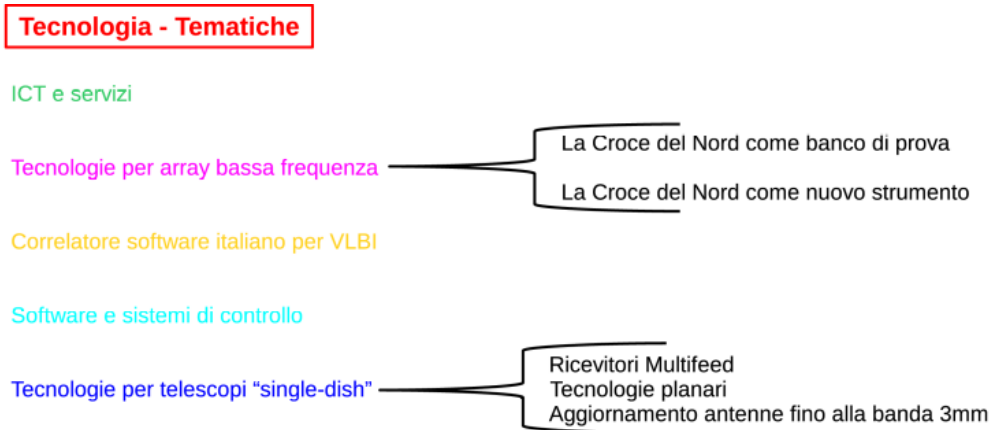 Tecnologia - Tematiche
ICT e servizi
Tecnologie per array bassa frequenza
La Croce del Nord come banco di prova
La Croce del Nord come nuovo strumento
Correlatore software italiano per VLBI
Software e sistemi di controllo
Tecnologie per telescopi “single-dish”
Ricevitori Multifeed
Tecnologie planari
Aggiornamento antenne fino alla banda 3mm